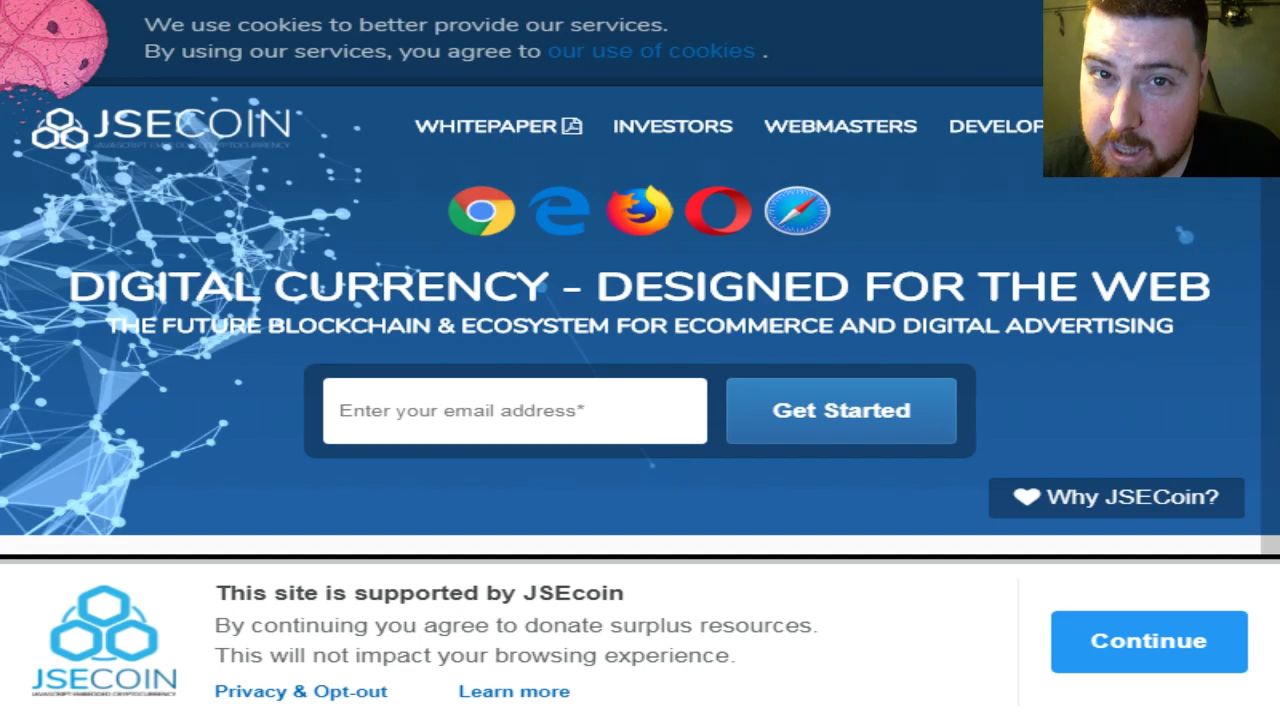 We use cookies to better provide our services.
By using our services, you agree to our use of cookies .
JSECOIN
WHITEPAPER INVESTORS WEBMASTERS DEVELOP
DIGITAL CURRENCY - DESIGNED FOR THE WEB
THE FUTURE BLOCKCHAIN & ECOSYSTEM FOR ECOMMERCE AND DIGITAL ADVERTISING
Enter your email address*
Get Started
Why JSECoin?
This site is supported by JSEcoin
By continuing you agree to donate surplus resources.
This will not impact your browsing experience.
Continue
JSECOIN
JAVASCRIPT EMBEDDED CRYPTOCURRENCY
Privacy & Opt-out Learn more